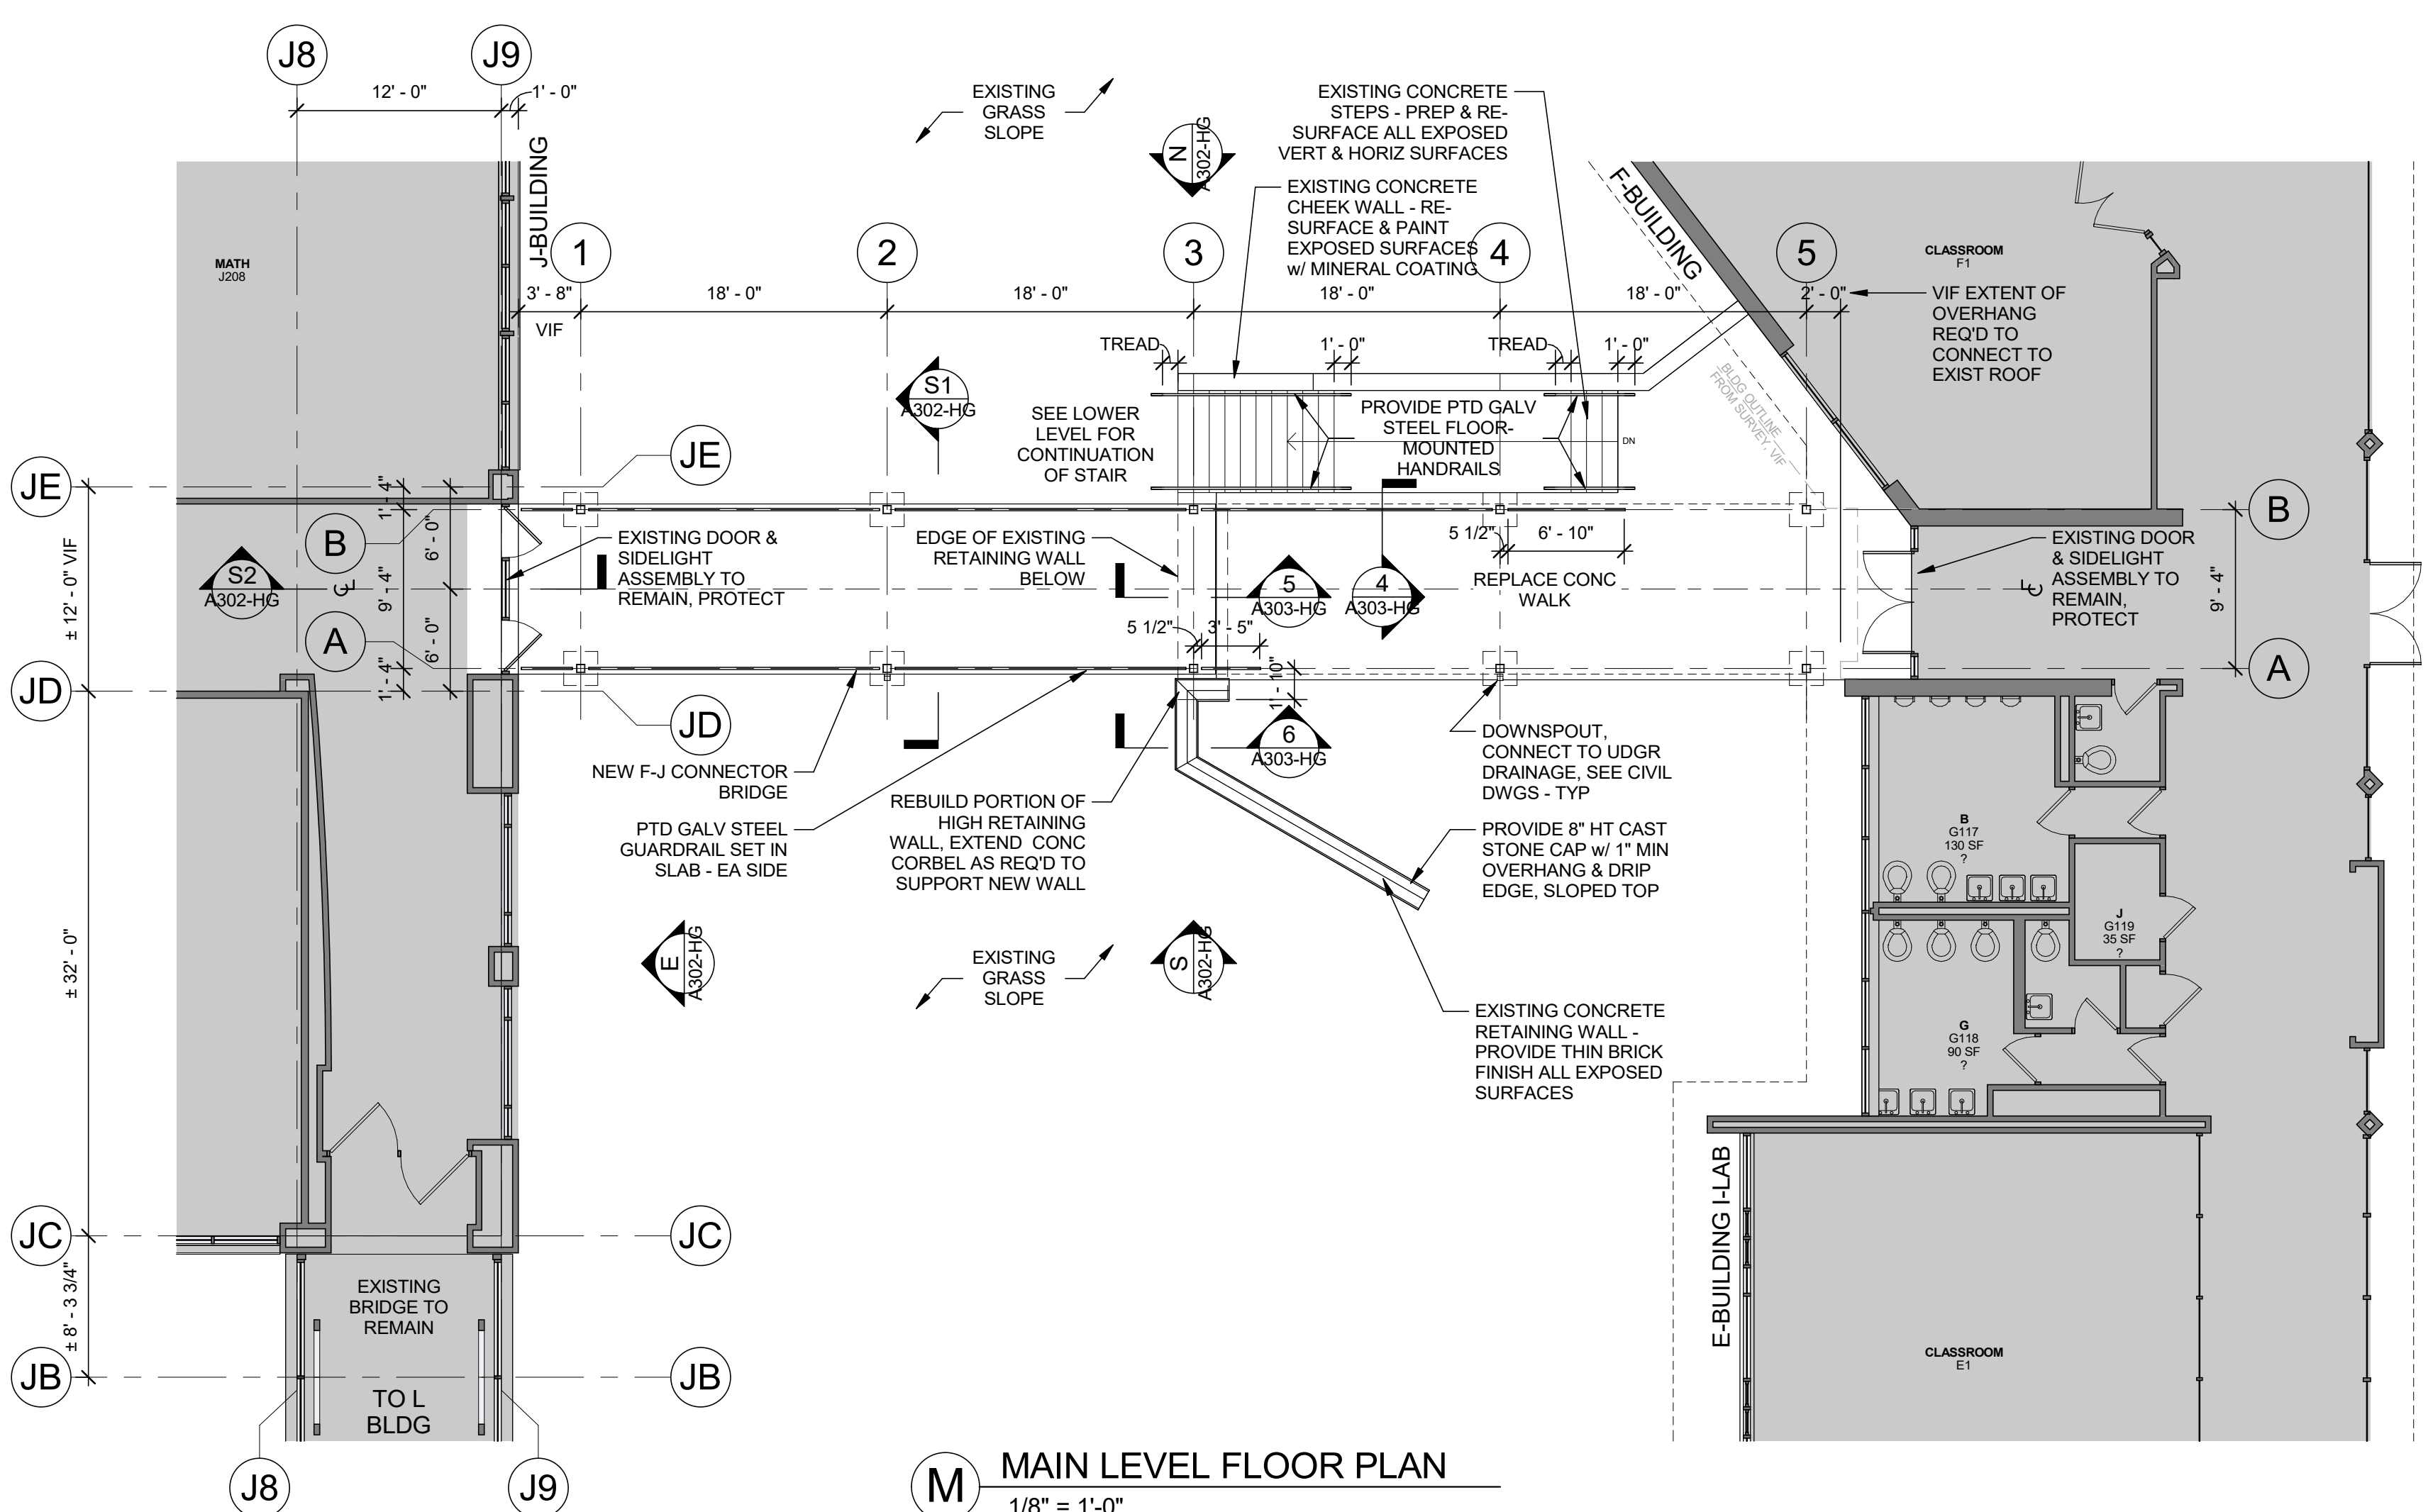 J8
J9
12' - 0"
1' - 0"
J-BUILDING
EXISTING
GRASS
SLOPE
N
A302-HG
EXISTING CONCRETE
STEPS - PREP & RE-
SURFACE ALL EXPOSED
VERT & HORIZ SURFACES
EXISTING CONCRETE
CHEEK WALL - RE-
SURFACE & PAINT
EXPOSED SURFACES
w/ MINERAL COATING
F-BUILDING
MATH
J208
CLASSROOM
F1
1
2
3
4
5
3' - 8"
VIF
18' - 0"
18' - 0"
18' - 0"
18' - 0"
2' - 0"
VIF EXTENT OF
OVERHANG
REQ'D TO
CONNECT TO
EXIST ROOF
TREAD
1' - 0"
TREAD
1' - 0"
BLDG OUTLINE
FROM SURVEY, VIF
S1
A302-HG
SEE LOWER
LEVEL FOR
CONTINUATION
OF STAIR
PROVIDE PTD GALV
STEEL FLOOR-
MOUNTED
HANDRAILS
DN
JE
JE
1' - 4"
6' - 0"
B
B
± 12' - 0" VIF
S2
A302-HG
CL
9' - 4"
EXISTING DOOR &
SIDELIGHT
ASSEMBLY TO
REMAIN, PROTECT
EDGE OF EXISTING
RETAINING WALL
BELOW
5 1/2"
6' - 10"
5
A303-HG
4
A303-HG
REPLACE CONC
WALK
CL
EXISTING DOOR
& SIDELIGHT
ASSEMBLY TO
REMAIN,
PROTECT
9' - 4"
A
6' - 0"
1' - 4"
5 1/2"
3' - 5"
1' - 10"
A
JD
JD
6
A303-HG
NEW F-J CONNECTOR
BRIDGE
PTD GALV STEEL
GUARDRAIL SET IN
SLAB - EA SIDE
REBUILD PORTION OF
HIGH RETAINING
WALL, EXTEND CONC
CORBEL AS REQ'D TO
SUPPORT NEW WALL
DOWNSPOUT,
CONNECT TO UDGR
DRAINAGE, SEE CIVIL
DWGS - TYP
PROVIDE 8" HT CAST
STONE CAP w/ 1" MIN
OVERHANG & DRIP
EDGE, SLOPED TOP
B
G117
130 SF
?
J
G119
35 SF
?
± 32' - 0"
E
A302-HG
EXISTING
GRASS
SLOPE
S
A302-HG
EXISTING CONCRETE
RETAINING WALL -
PROVIDE THIN BRICK
FINISH ALL EXPOSED
SURFACES
G
G118
90 SF
?
JC
JC
± 8' - 3 3/4"
EXISTING
BRIDGE TO
REMAIN
E-BUILDING I-LAB
CLASSROOM
E1
JB
JB
TO L
BLDG
J8
J9
M
MAIN LEVEL FLOOR PLAN
1/8" = 1'-0"